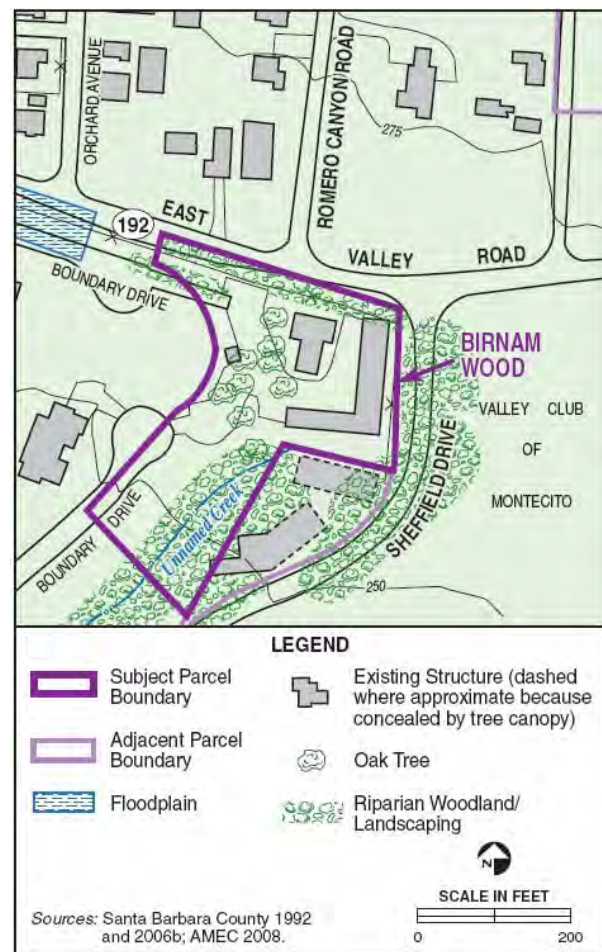 ORCHARD AVENUE
ROMERO CANYON ROAD
275
192
EAST
VALLEY ROAD
BOUNDARY DRIVE
BIRNAM
WOOD
VALLEY CLUB
OF
MONTECITO
SHEFFIELD DRIVE
Unnamed Creek
BOUNDARY DRIVE
250
LEGEND
Subject Parcel
Boundary
Adjacent Parcel
Boundary
Floodplain
Existing Structure (dashed
where approximate because
concealed by tree canopy)
Oak Tree
Riparian Woodland/
Landscaping
N
SCALE IN FEET
0 200
Sources: Santa Barbara County 1992
and 2006b; AMEC 2008.